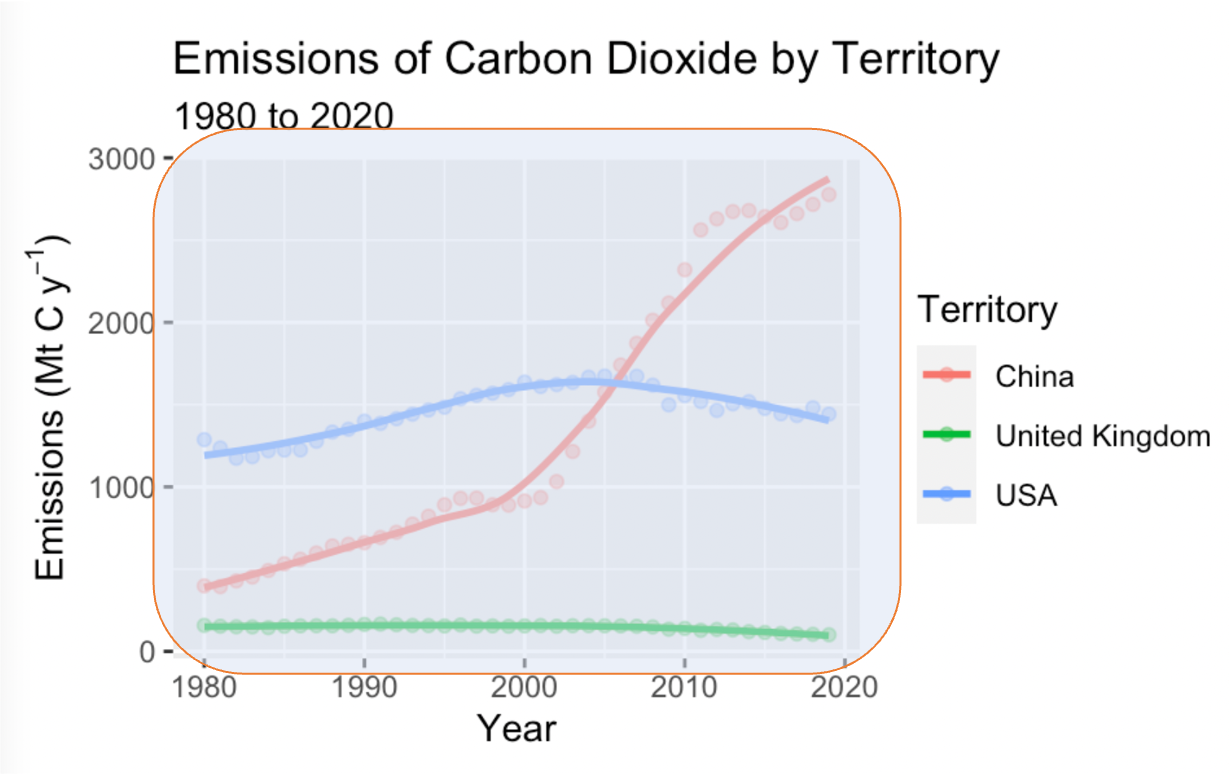 Emissions of Carbon Dioxide by Territory
1980 to 2020
3000
2000
1000
0
Emissions (Mt C y⁻¹)
1980 1990 2000 2010 2020
Year
Territory
China
United Kingdom
USA